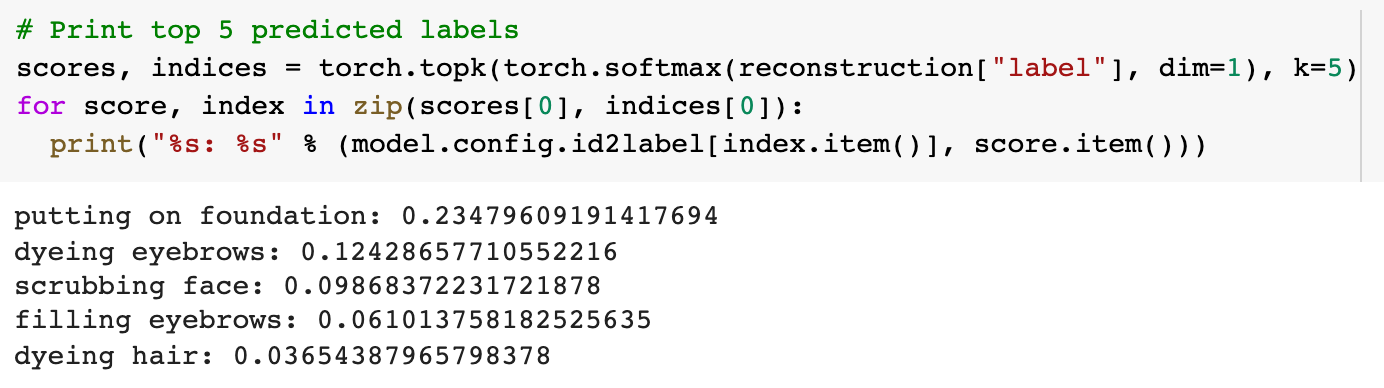 # Print top 5 predicted labels
scores, indices = torch.topk(torch.softmax(reconstruction["label"], dim=1), k=5)
for score, index in zip(scores[0], indices[0]):
  print("%s: %s" % (model.config.id2label[index.item()], score.item()))
putting on foundation: 0.23479609191417694
dyeing eyebrows: 0.12428657710552216
scrubbing face: 0.09868372231721878
filling eyebrows: 0.061013758182525635
dyeing hair: 0.03654387965798378